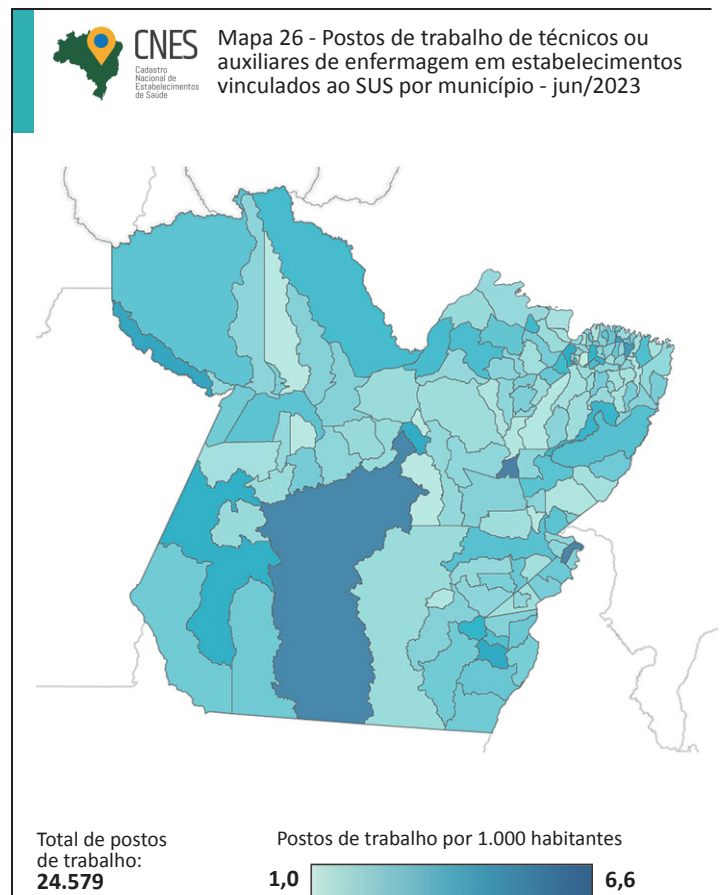 CNES
Cadastro
Nacional de
Estabelecimentos
de Saúde
Mapa 26 - Postos de trabalho de técnicos ou
auxiliares de enfermagem em estabelecimentos
vinculados ao SUS por município - jun/2023
Total de postos
de trabalho:
24.579
Postos de trabalho por 1.000 habitantes
1,0
6,6